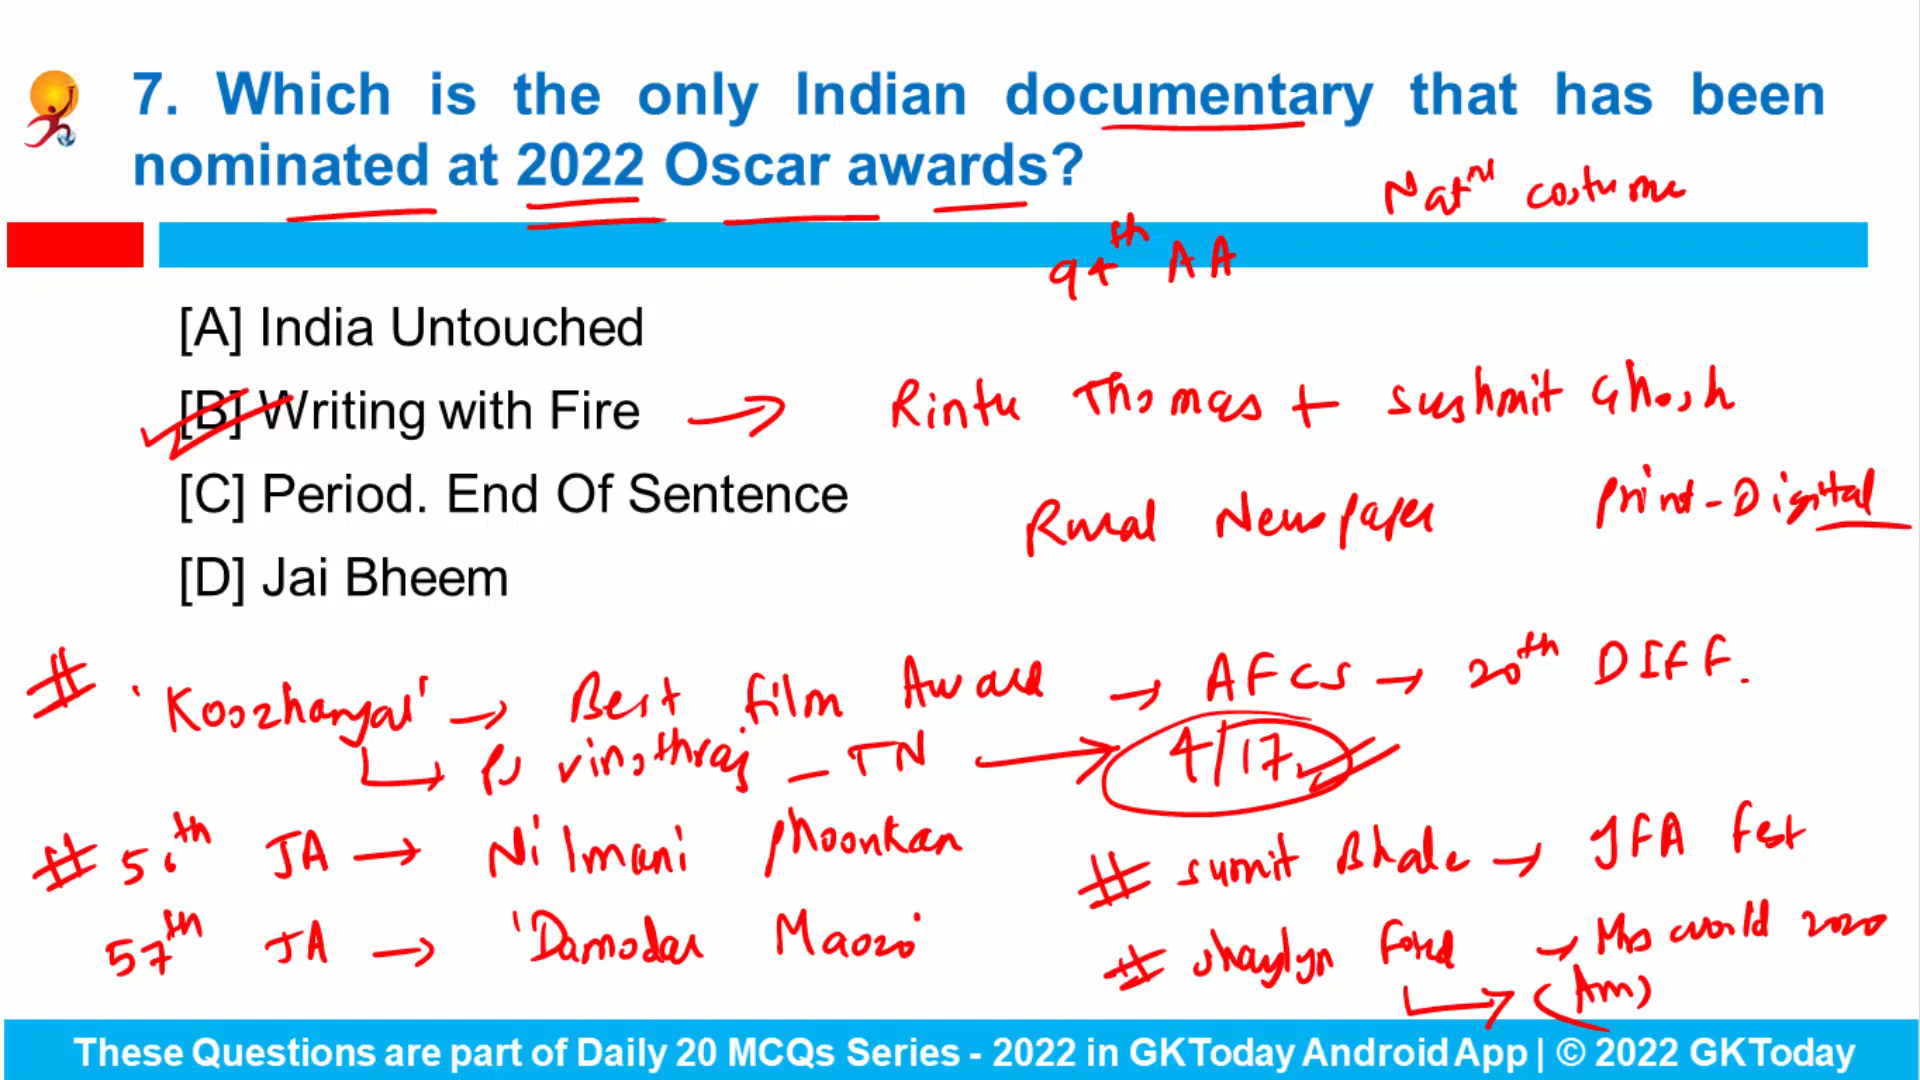 7. Which is the only Indian documentary that has been
nominated at 2022 Oscar awards?
Natnl costume
94th AA
[A] India Untouched
[B] Writing with Fire → Rintu Thomas + Sushmit Ghosh
[C] Period. End Of Sentence
Rural Newspaper Print-Digital
[D] Jai Bheem
# 'Koozhangal' → Best film Award → AFCS → 20th DIFF.
Ps vinothraj - TN → 4/17
# 56th JA → Nilmani Phoonkan
57th JA → 'Damodar Mauzo'
# Sumit Bhale → JFA Fest
# Shaylyn Ford → Mrs world 2020
→ (Am)
These Questions are part of Daily 20 MCQs Series - 2022 in GKToday Android App | © 2022 GKToday